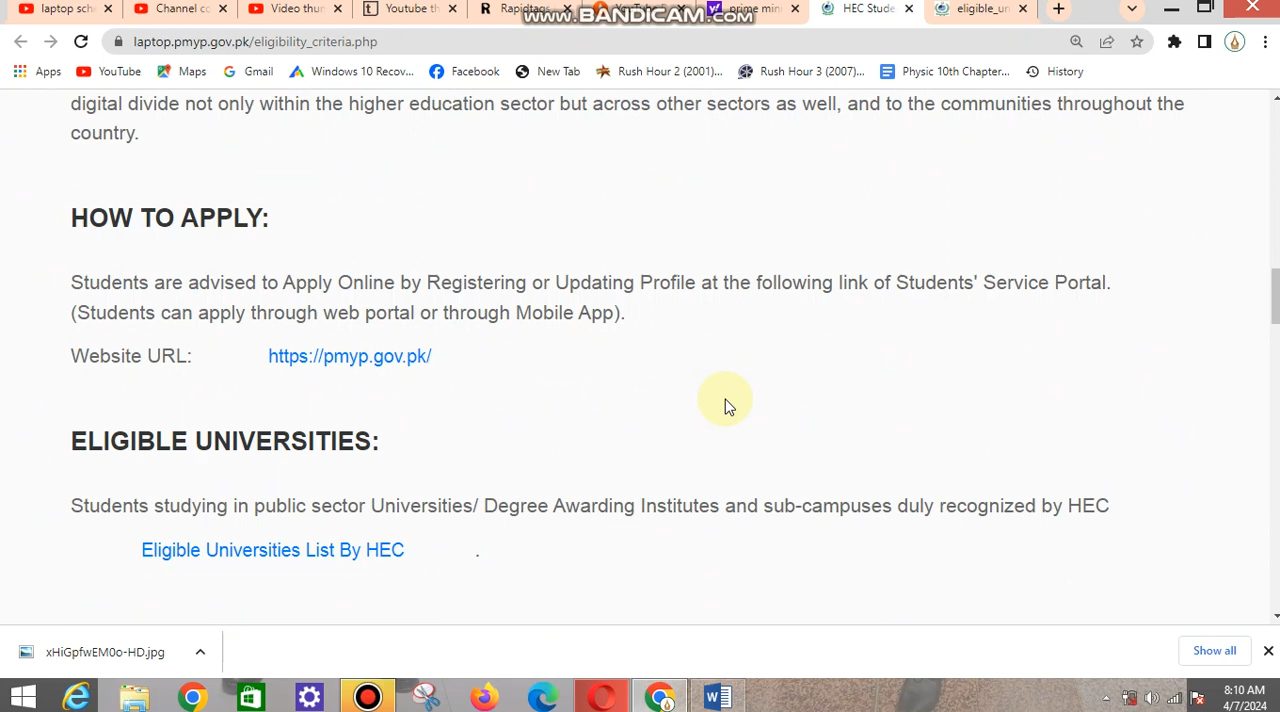 laptop sch
Channel co
Video thum
Youtube th
Rapidtags
YouTube
prime mini
HEC Stude
eligible_un
www.BANDICAM.com
laptop.pmyp.gov.pk/eligibility_criteria.php
Apps
YouTube
Maps
Gmail
Windows 10 Recov...
Facebook
New Tab
Rush Hour 2 (2001)...
Rush Hour 3 (2007)...
Physic 10th Chapter...
History
digital divide not only within the higher education sector but across other sectors as well, and to the communities throughout the
country.
HOW TO APPLY:
Students are advised to Apply Online by Registering or Updating Profile at the following link of Students' Service Portal.
(Students can apply through web portal or through Mobile App).
Website URL: https://pmyp.gov.pk/
ELIGIBLE UNIVERSITIES:
Students studying in public sector Universities/ Degree Awarding Institutes and sub-campuses duly recognized by HEC
Eligible Universities List By HEC .
xHiGpfwEM0o-HD.jpg
Show all
8:10 AM
4/7/2024